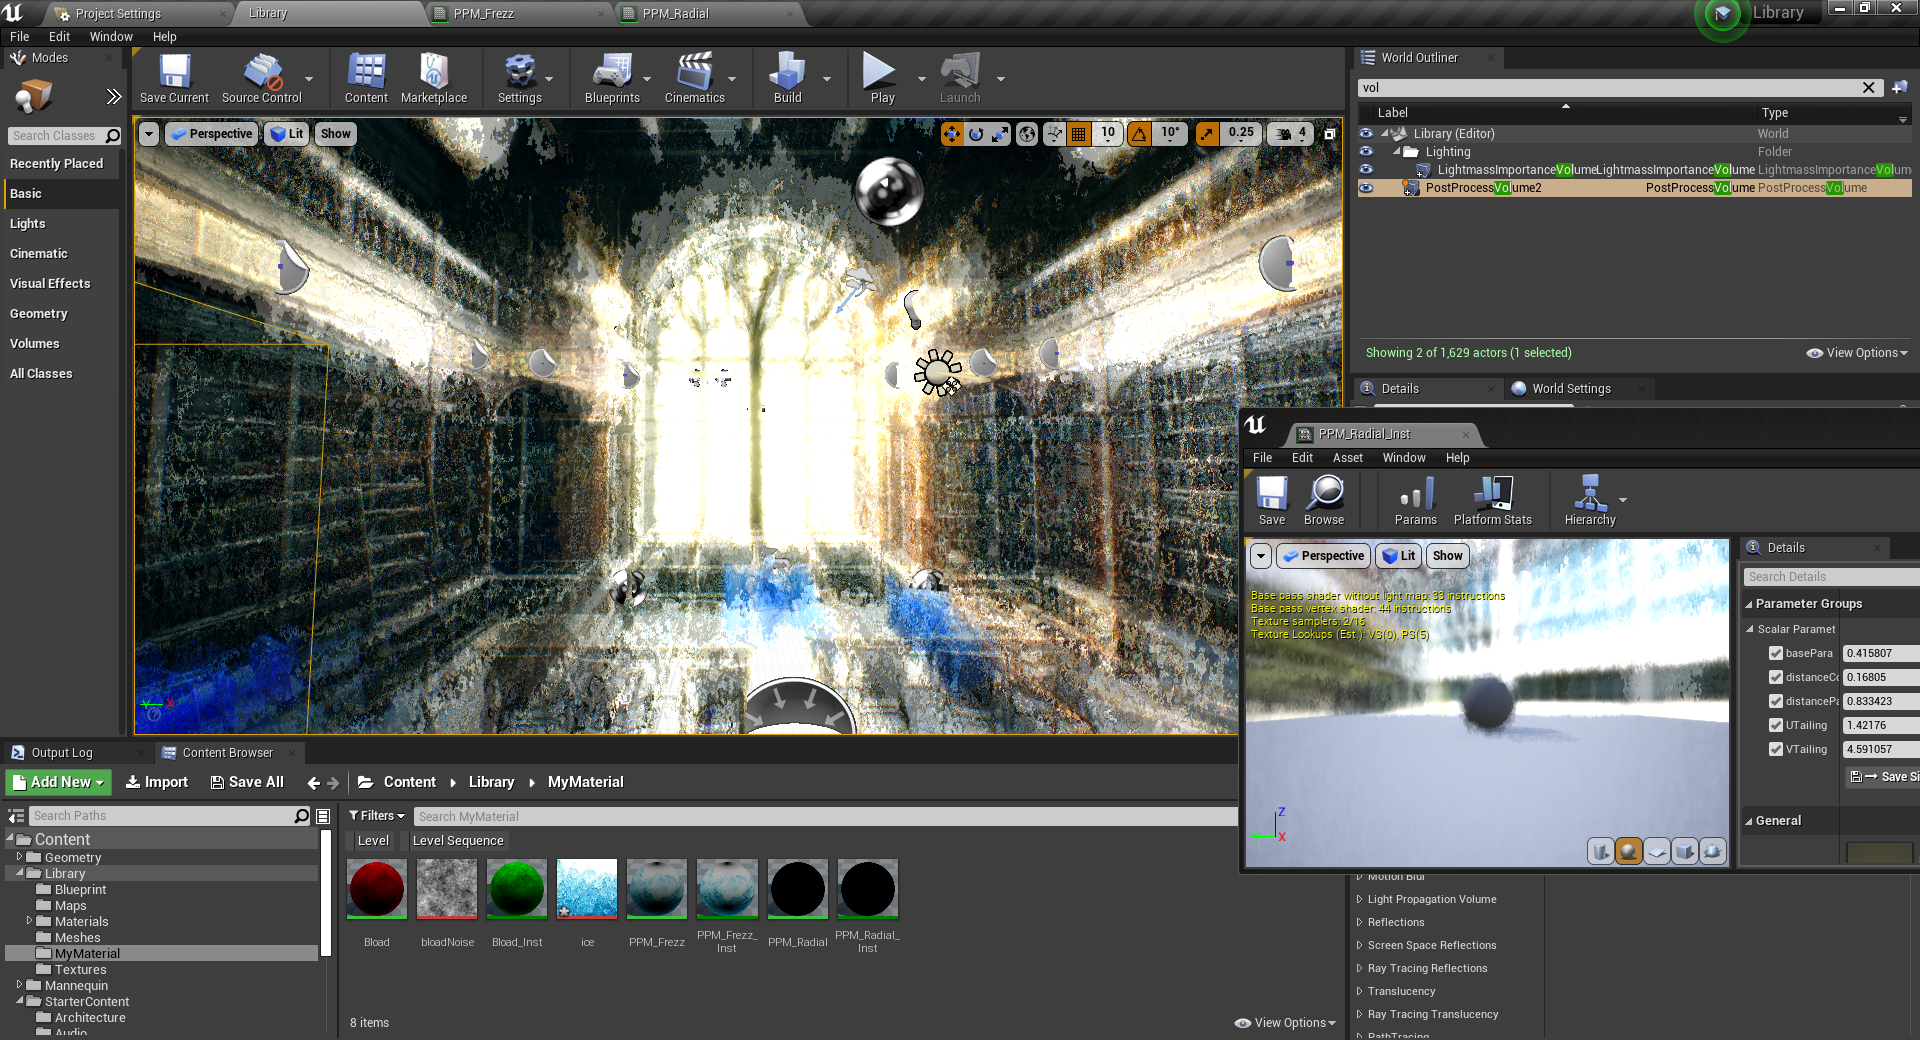 Project Settings
Library
PPM_Frezz
PPM_Radial
Library
File Edit Window Help
Modes
Search Classes
Recently Placed
Basic
Lights
Cinematic
Visual Effects
Geometry
Volumes
All Classes
Save Current
Source Control
Content
Marketplace
Settings
Blueprints
Cinematics
Build
Play
Launch
Perspective Lit Show
10 10° 0.25 4
World Outliner
vol
Label Type
Library (Editor) World
Lighting Folder
LightmassImportanceVolumeLightmassImportanceVolume LightmassImportanceVolum
PostProcessVolume2 PostProcessVolume PostProcessVolume
Showing 2 of 1,629 actors (1 selected)
View Options
Details
World Settings
PPM_Radial_Inst
File Edit Asset Window Help
Save Browse Params Platform Stats Hierarchy
Perspective Lit Show
Base pass shader without light map: 33 instructions
Base pass vertex shader: 44 instructions
Texture samplers: 2/16
Texture Lookups (Est.): VS(0), PS(5)
Z
Y X
Details
Search Details
Parameter Groups
Scalar Paramet
basePara 0.415807
distanceCo 0.16805
distancePa 0.833423
UTailing 1.42176
VTailing 4.591057
Save Si
General
Motion Blur
Light Propagation Volume
Reflections
Screen Space Reflections
Ray Tracing Reflections
Translucency
Ray Tracing Translucency
PathTracing
Y X
Output Log
Content Browser
Add New Import Save All Content Library MyMaterial
Search Paths
Content
Geometry
Library
Blueprint
Maps
Materials
Meshes
MyMaterial
Textures
Mannequin
StarterContent
Architecture
Audio
Filters
Search MyMaterial
Level
Level Sequence
Bload
bloadNoise
Bload_Inst
ice
PPM_Frezz
PPM_Frezz_
Inst
PPM_Radial
PPM_Radial_
Inst
8 items
View Options